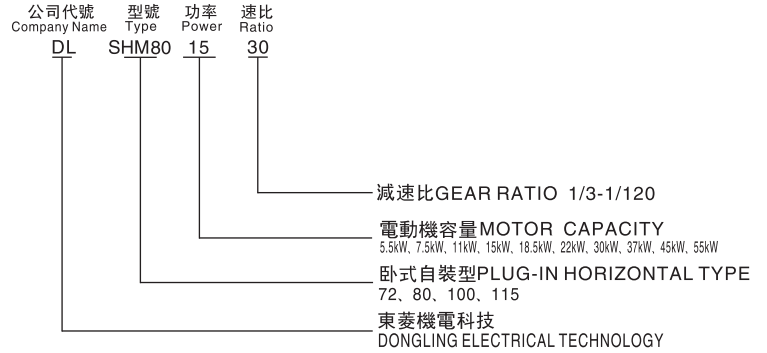 公司代號 型號 功率 速比
Company Name Type Power Ratio
DL SHM80 15 30
減速比GEAR RATIO 1/3-1/120
電動機容量MOTOR CAPACITY
5.5kW、7.5kW、11kW、15kW、18.5kW、22kW、30kW、37kW、45kW、55kW
卧式自裝型PLUG-IN HORIZONTAL TYPE
72、80、100、115
東菱機電科技
DONGLING ELECTRICAL TECHNOLOGY